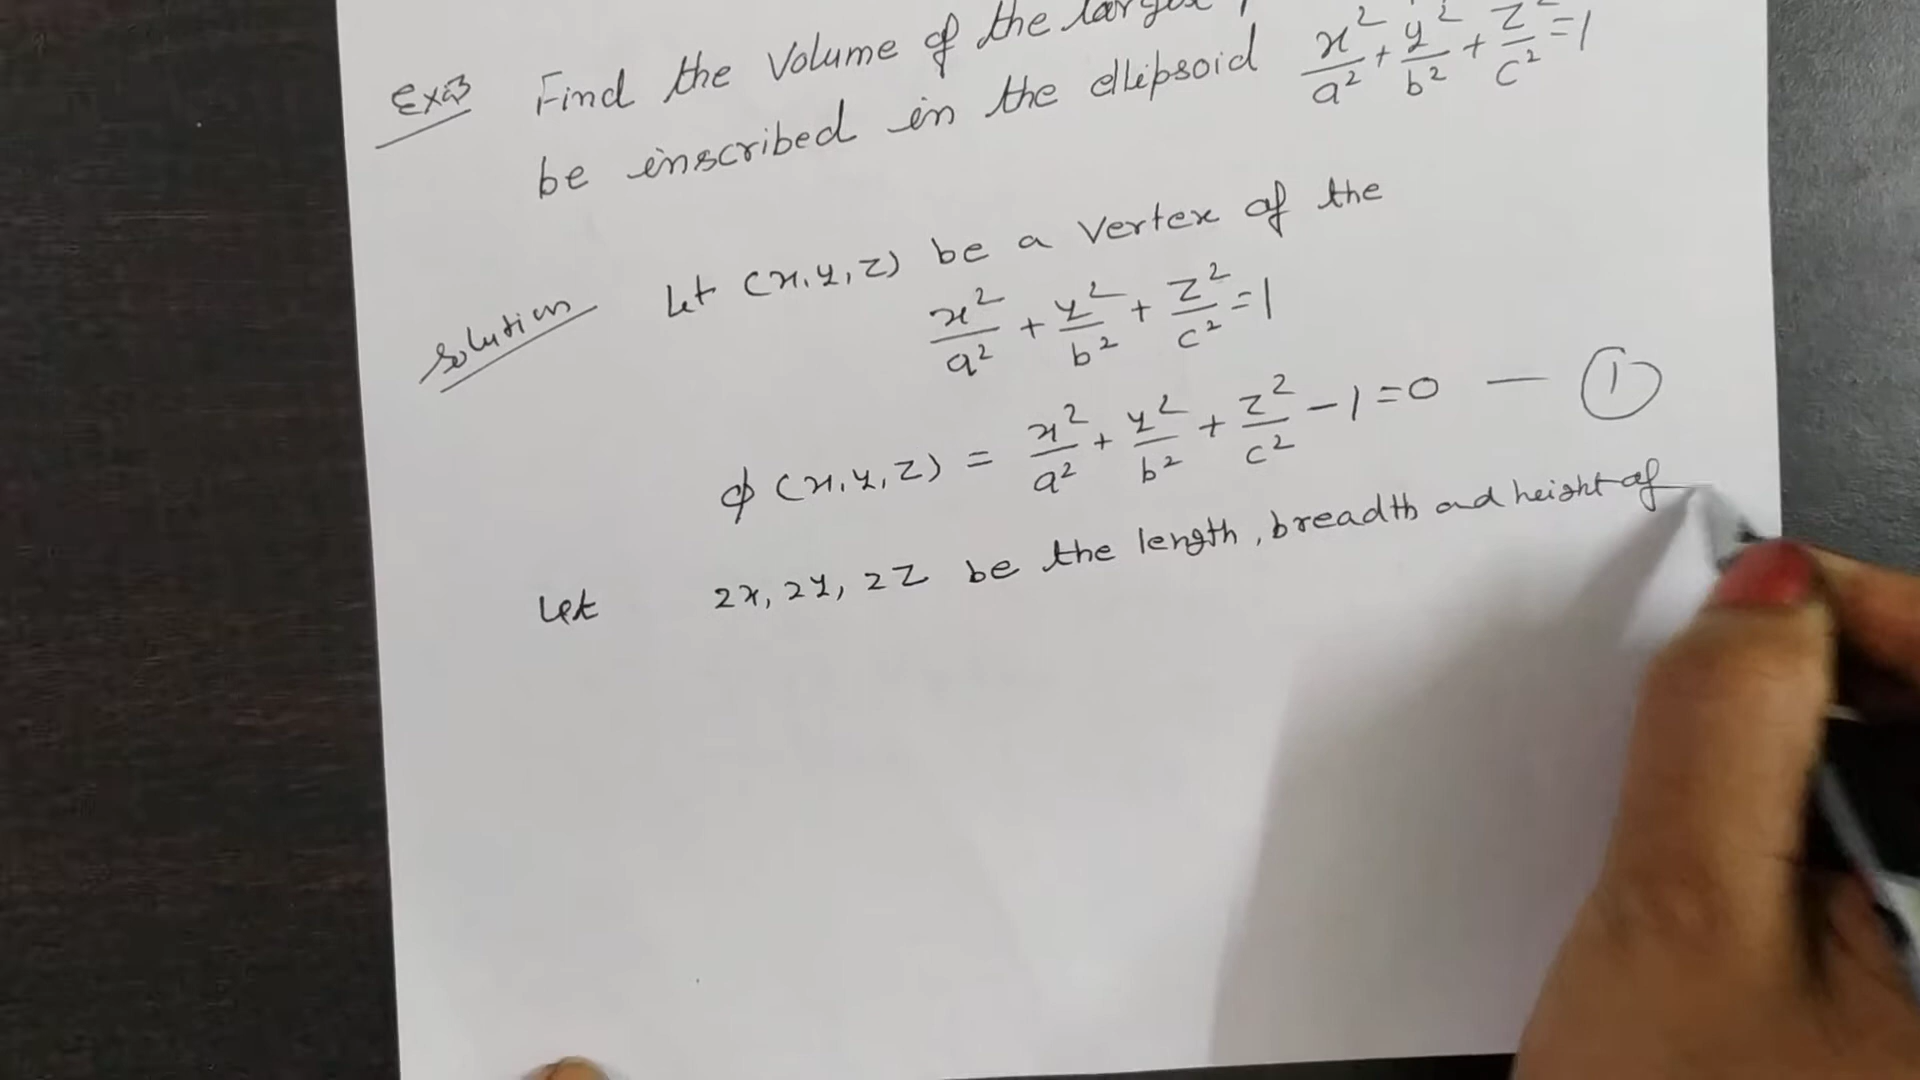 Ex:3 Find the Volume of the
be inscribed in the ellipsoid x²/a² + y²/b² + z²/c² = 1
Solution Let (x, y, z) be a vertex of the
x²/a² + y²/b² + z²/c² = 1
ϕ(x, y, z) = x²/a² + y²/b² + z²/c² - 1 = 0 — ①
Let 2x, 2y, 2z be the length, breadth and height of